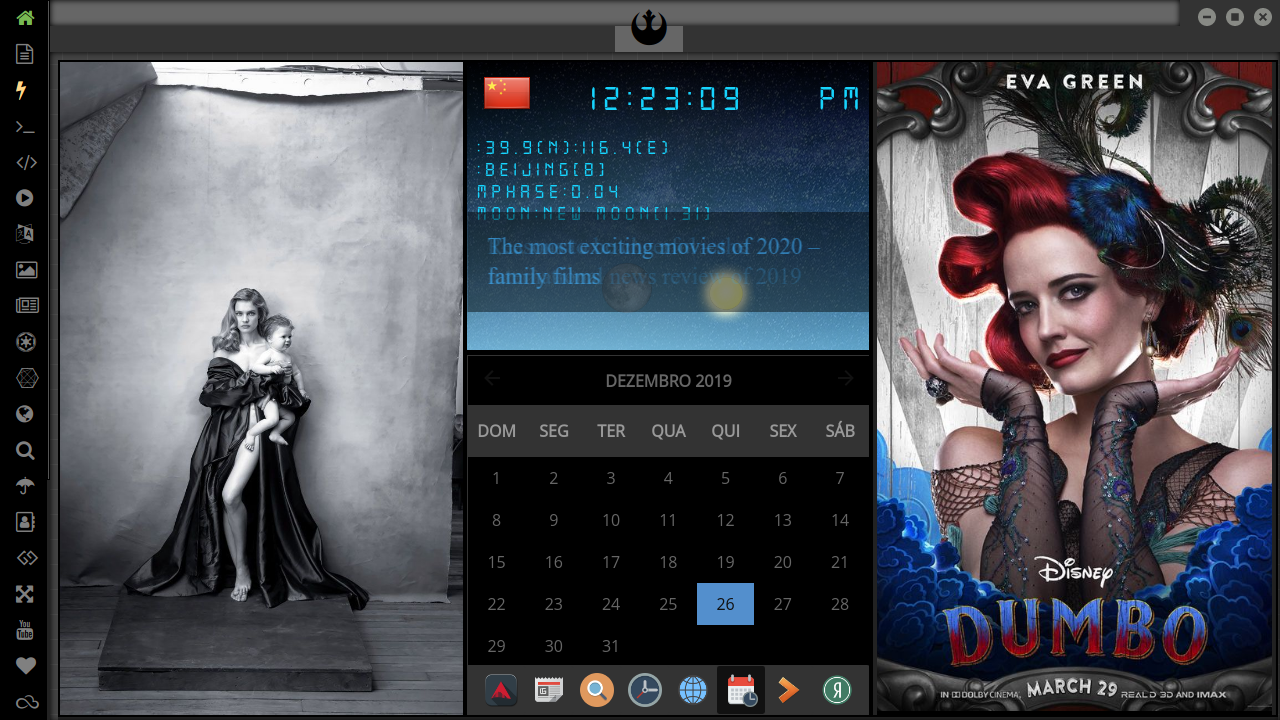 12:23:09 PM
:39.9(N):116.4(E)
:BEIJING(8)
MPHASE:0.04
MOON:NEW MOON(1.31)
The most exciting movies of 2020 –
family films
news review of 2019
DEZEMBRO 2019
DOM SEG TER QUA QUI SEX SÁB
1 2 3 4 5 6 7
8 9 10 11 12 13 14
15 16 17 18 19 20 21
22 23 24 25 26 27 28
29 30 31
Я
EVA GREEN
DISNEY
DUMBO
IN DOLBY CINEMA, MARCH 29 REAL D 3D AND IMAX
You
Tube